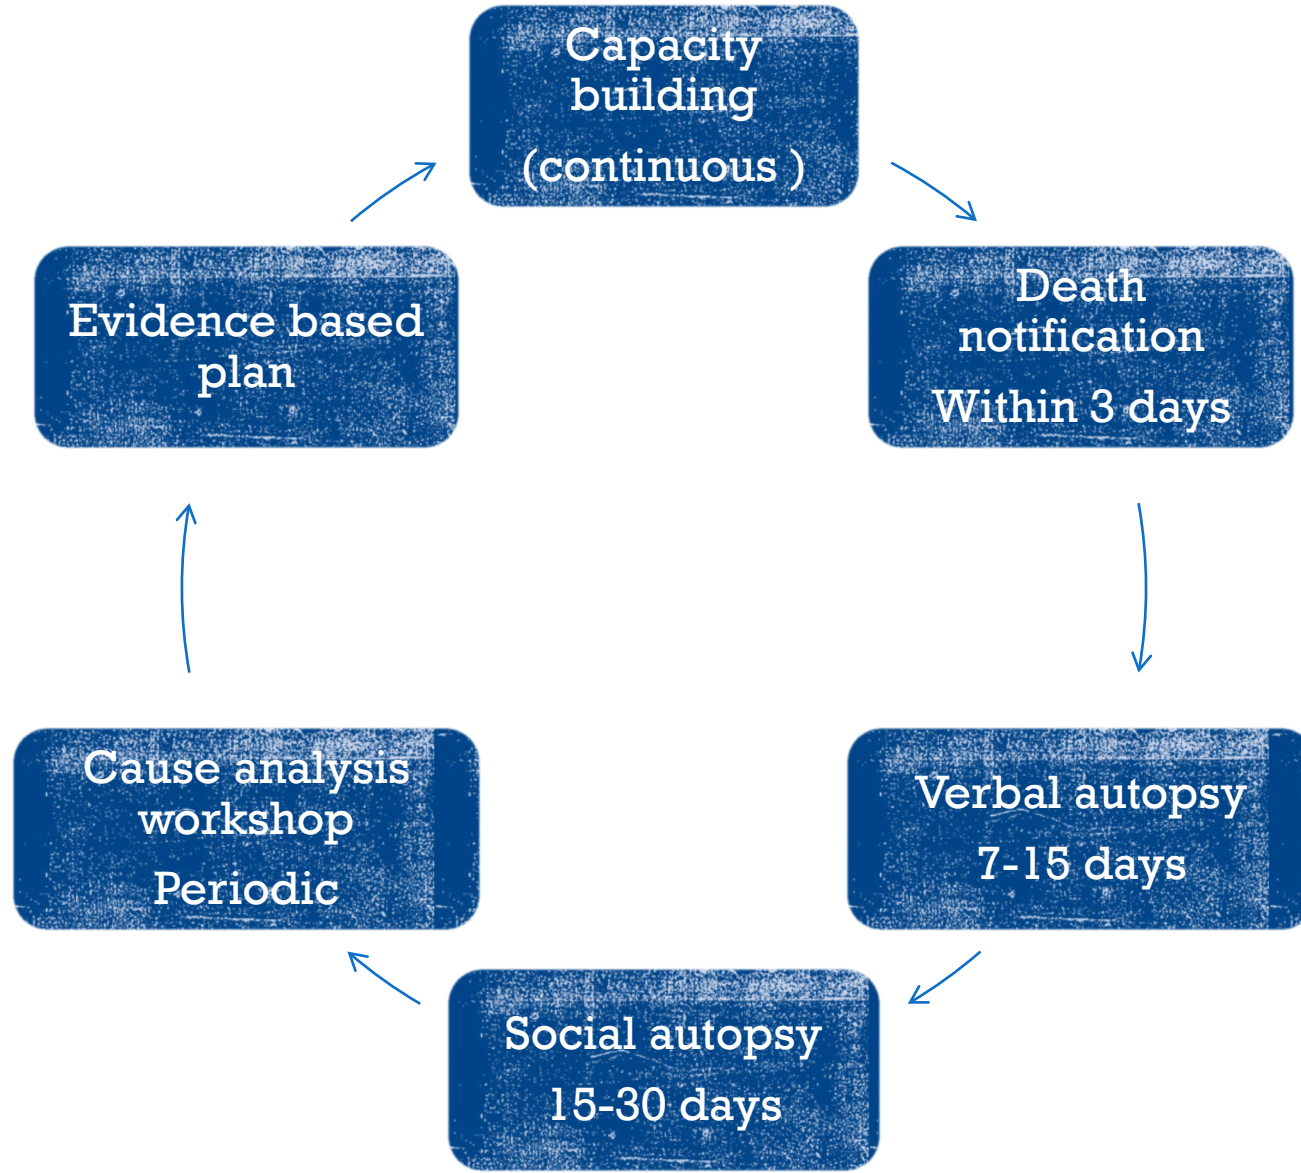 Capacity
building
(continuous )
Death
notification
Within 3 days
Verbal autopsy
7-15 days
Social autopsy
15-30 days
Cause analysis
workshop
Periodic
Evidence based
plan